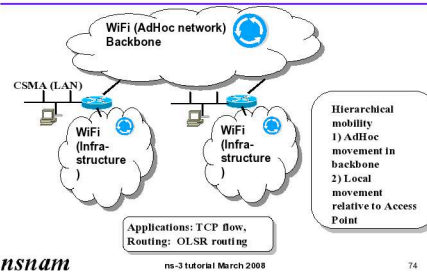 WiFi (AdHoc network)
Backbone
CSMA (LAN)
WiFi
(Infra-
structure
)
WiFi
(Infra-
structure
)
Hierarchical
mobility
1) AdHoc
movement in
backbone
2) Local
movement
relative to Access
Point
Applications: TCP flow,
Routing: OLSR routing
nsnam
ns-3 tutorial March 2008
74